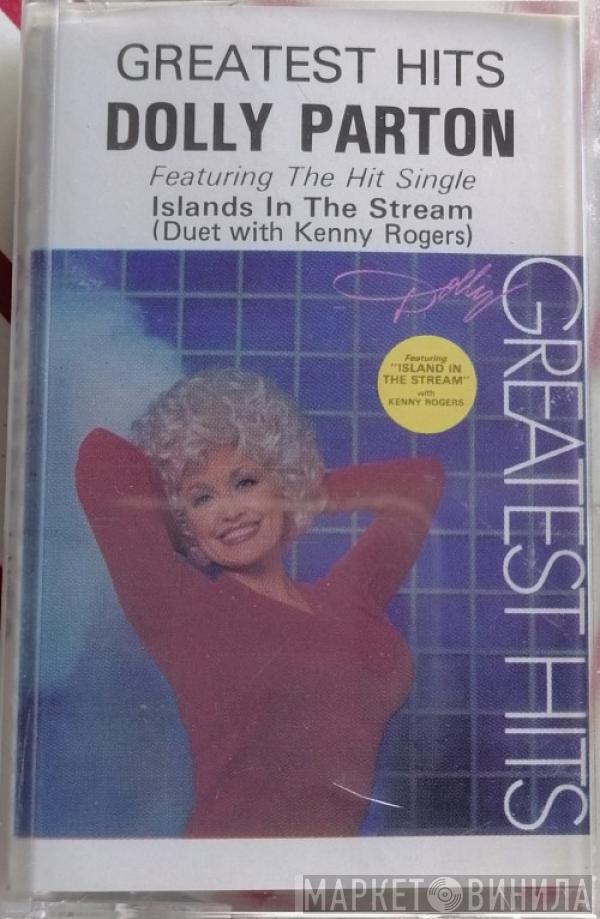 GREATEST HITS
DOLLY PARTON
Featuring The Hit Single
Islands In The Stream
(Duet with Kenny Rogers)
Dolly
Featuring
"ISLAND IN
THE STREAM"
with
KENNY ROGERS
GREATEST HITS
МАРКЕТ ВИНИЛА